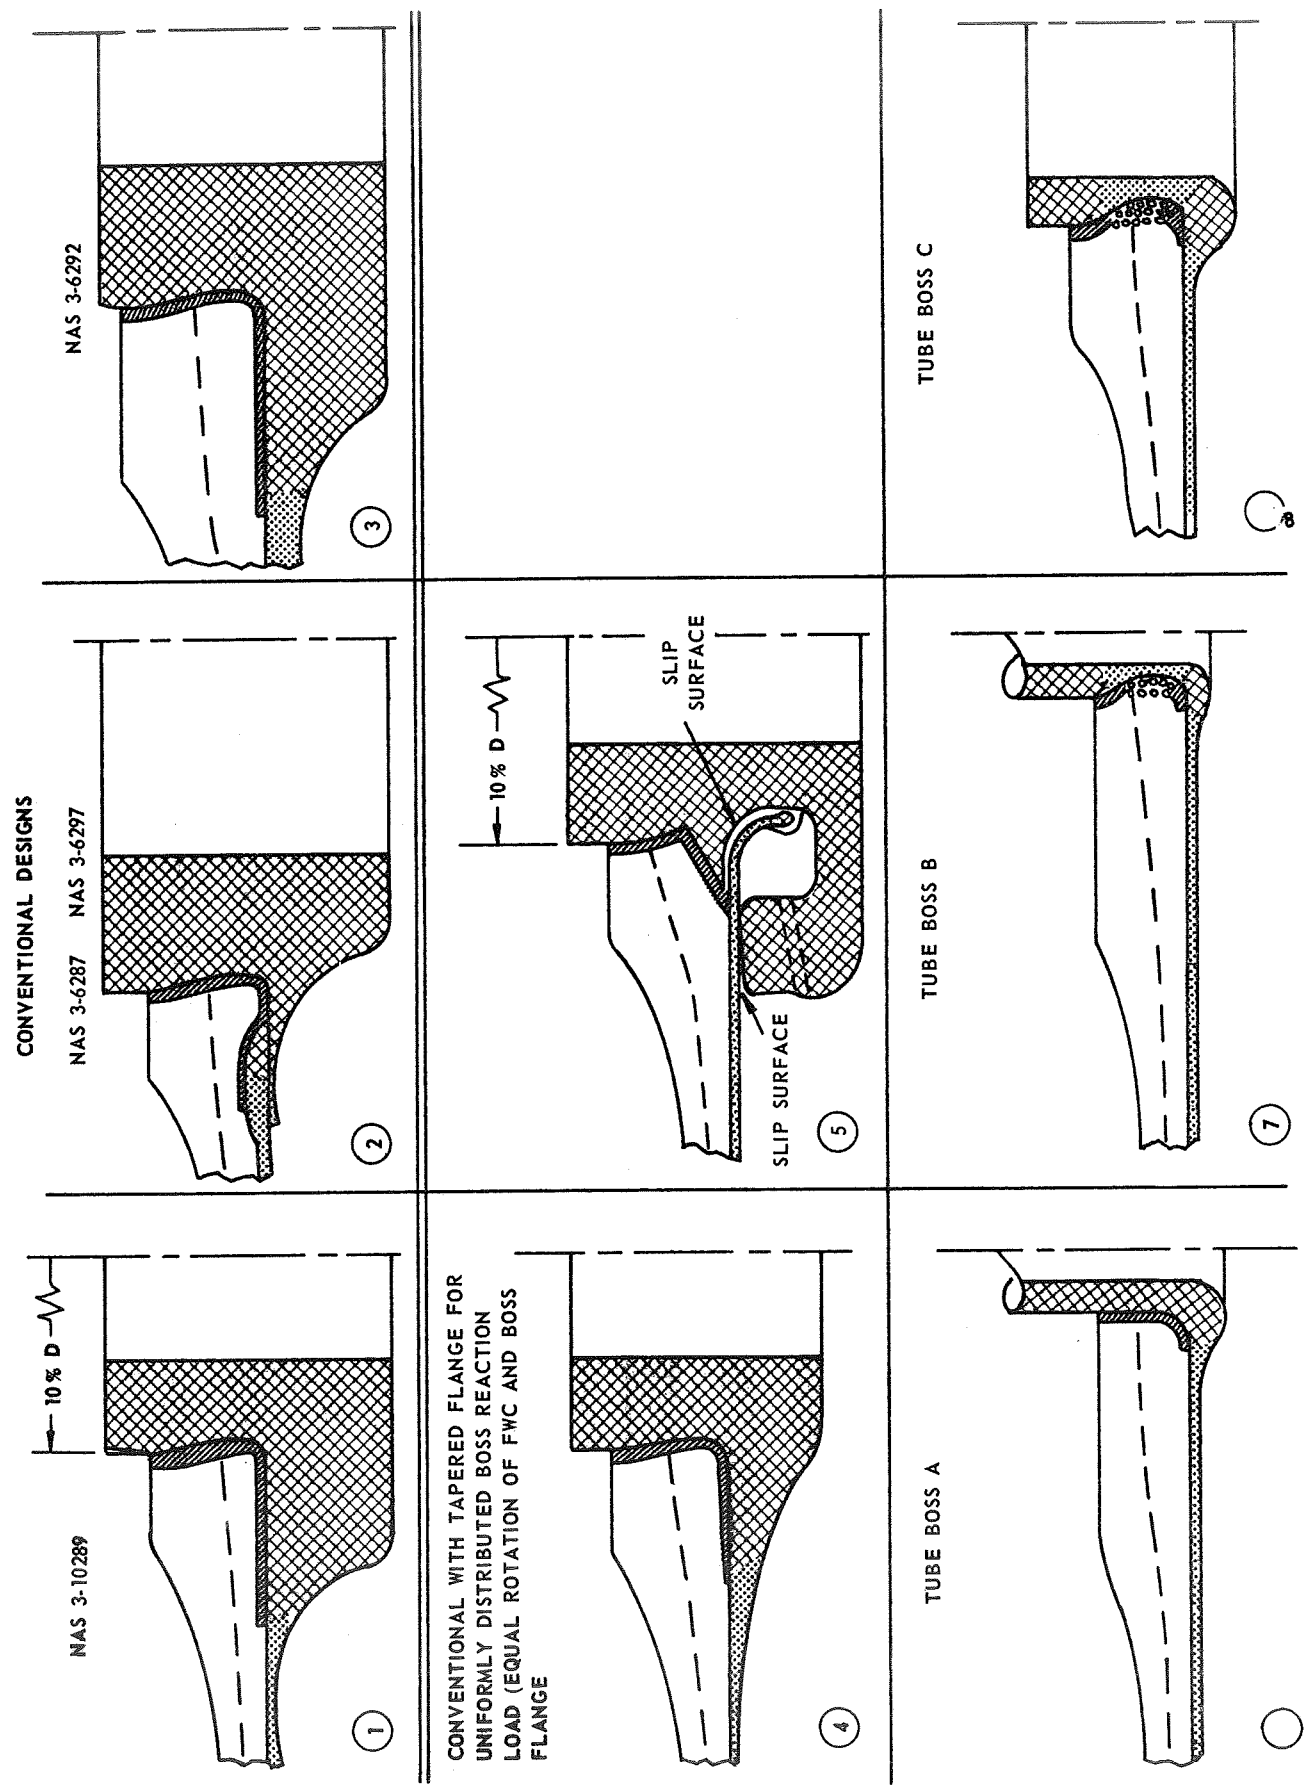 CONVENTIONAL DESIGNS
NAS 3-10289
10% D
1
NAS 3-6287 NAS 3-6297
2
NAS 3-6292
3
CONVENTIONAL WITH TAPERED FLANGE FOR
UNIFORMLY DISTRIBUTED BOSS REACTION
LOAD (EQUAL ROTATION OF FWC AND BOSS
FLANGE
4
10% D
SLIP
SURFACE
SLIP SURFACE
5
TUBE BOSS A
TUBE BOSS B
7
TUBE BOSS C
8